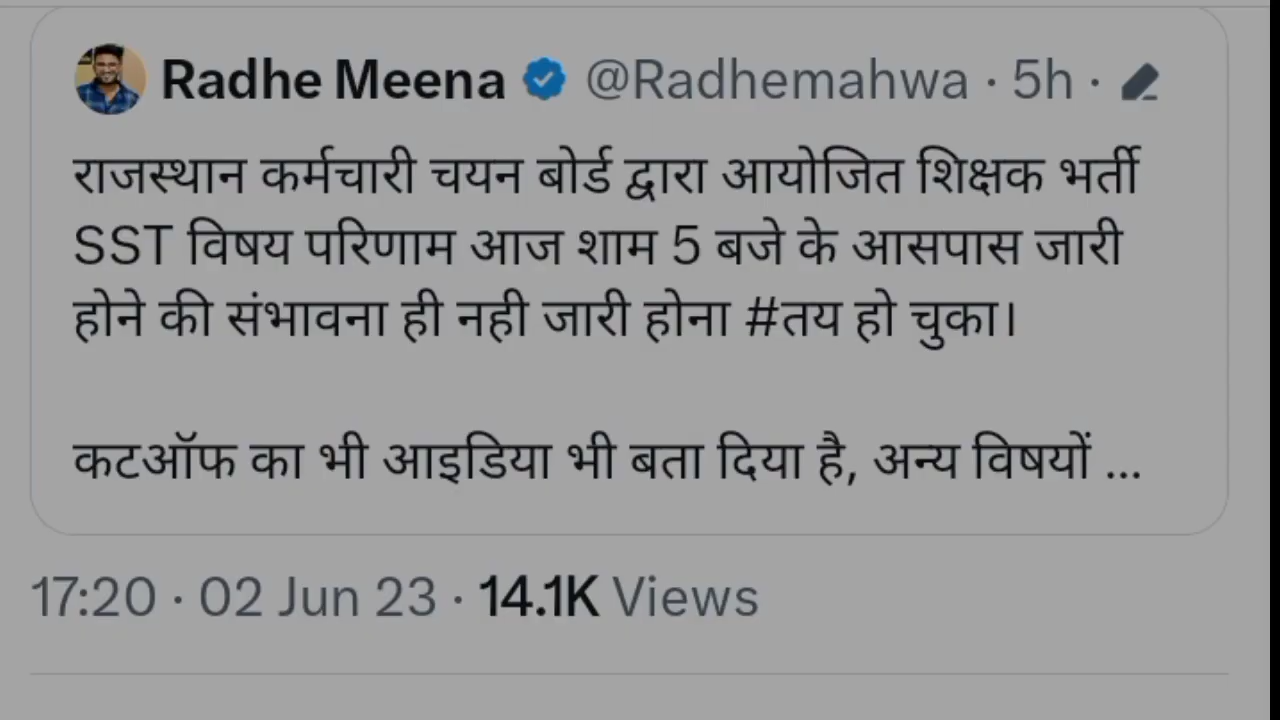 Radhe Meena @Radhemahwa · 5h ·
राजस्थान कर्मचारी चयन बोर्ड द्वारा आयोजित शिक्षक भर्ती
SST विषय परिणाम आज शाम 5 बजे के आसपास जारी
होने की संभावना ही नही जारी होना #तय हो चुका।
कटऑफ का भी आइडिया भी बता दिया है, अन्य विषयों ...
17:20 · 02 Jun 23 · 14.1K Views